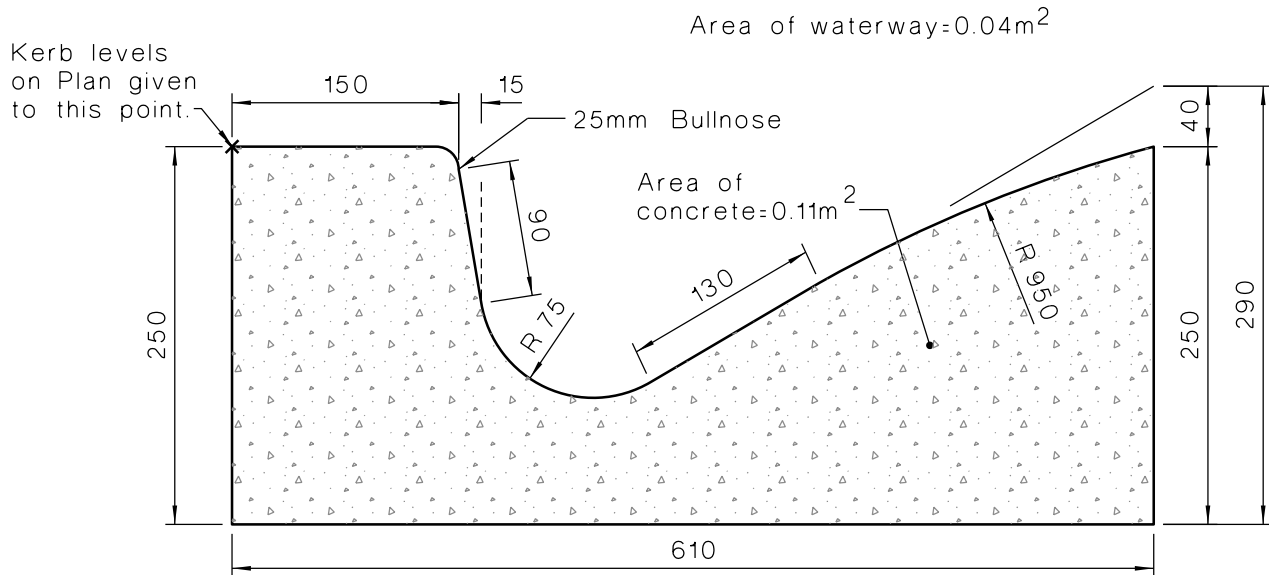 Area of waterway=0.04m²
Kerb levels
on Plan given
to this point.
150
15
25mm Bullnose
40
Area of
concrete=0.11m²
90
130
R 950
R 75
250
250
290
610